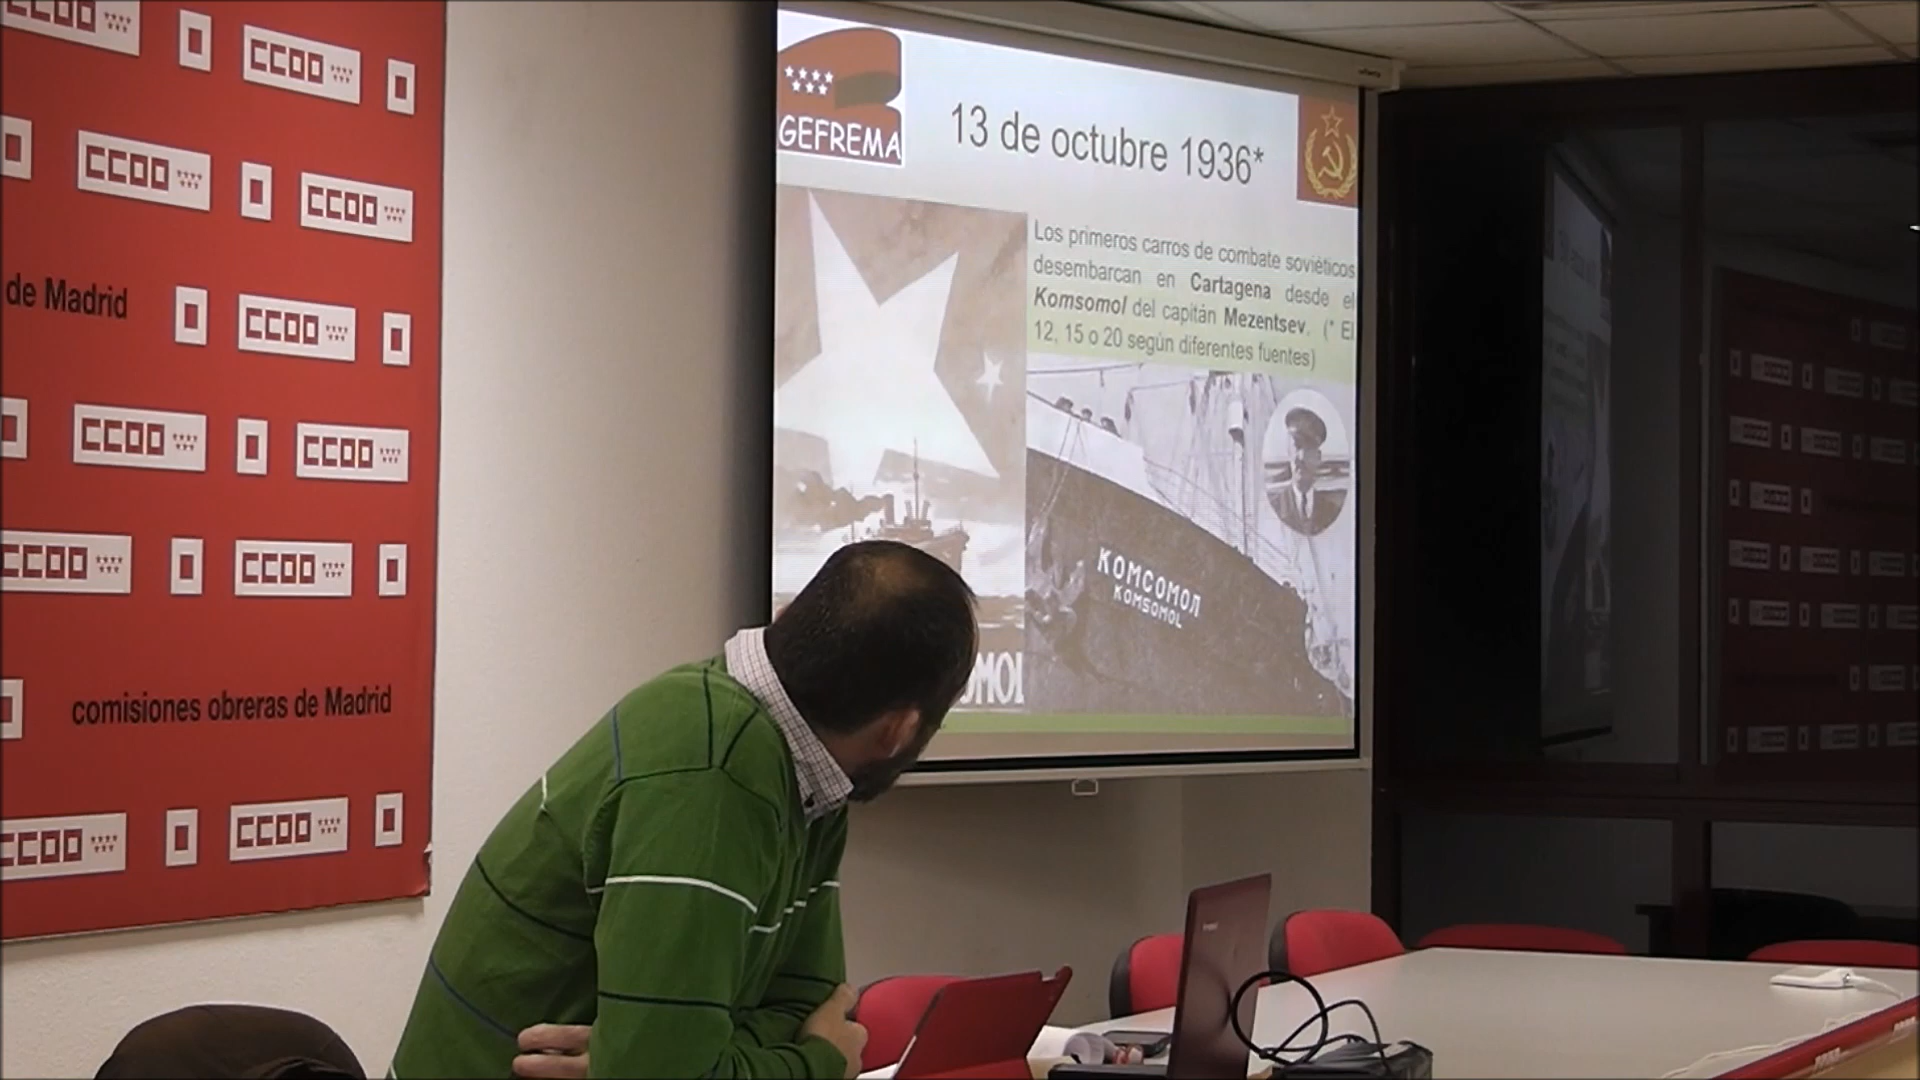 CCOO
CCOO
CCOO
CCOO
de Madrid
CCOO
CCOO
CCOO
CCOO
CCOO
comisiones obreras de Madrid
CCOO
CCOO
GEFREMA
13 de octubre 1936*
Los primeros carros de combate soviéticos
desembarcan en Cartagena desde el
Komsomol del capitán Mezentsev. (* El
12, 15 o 20 según diferentes fuentes)
КОМСОМОЛ
KOMSOMOL